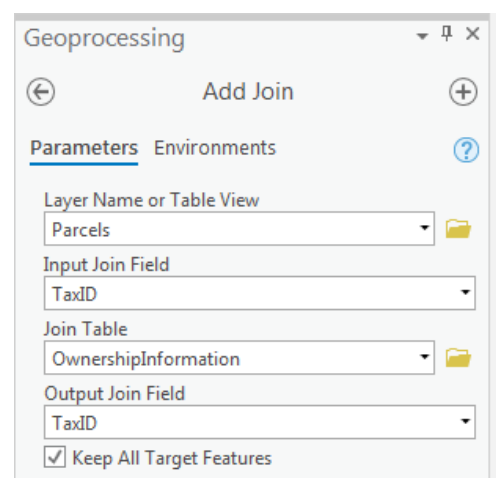 Geoprocessing
Add Join
Parameters Environments
Layer Name or Table View
Parcels
Input Join Field
TaxID
Join Table
OwnershipInformation
Output Join Field
TaxID
Keep All Target Features